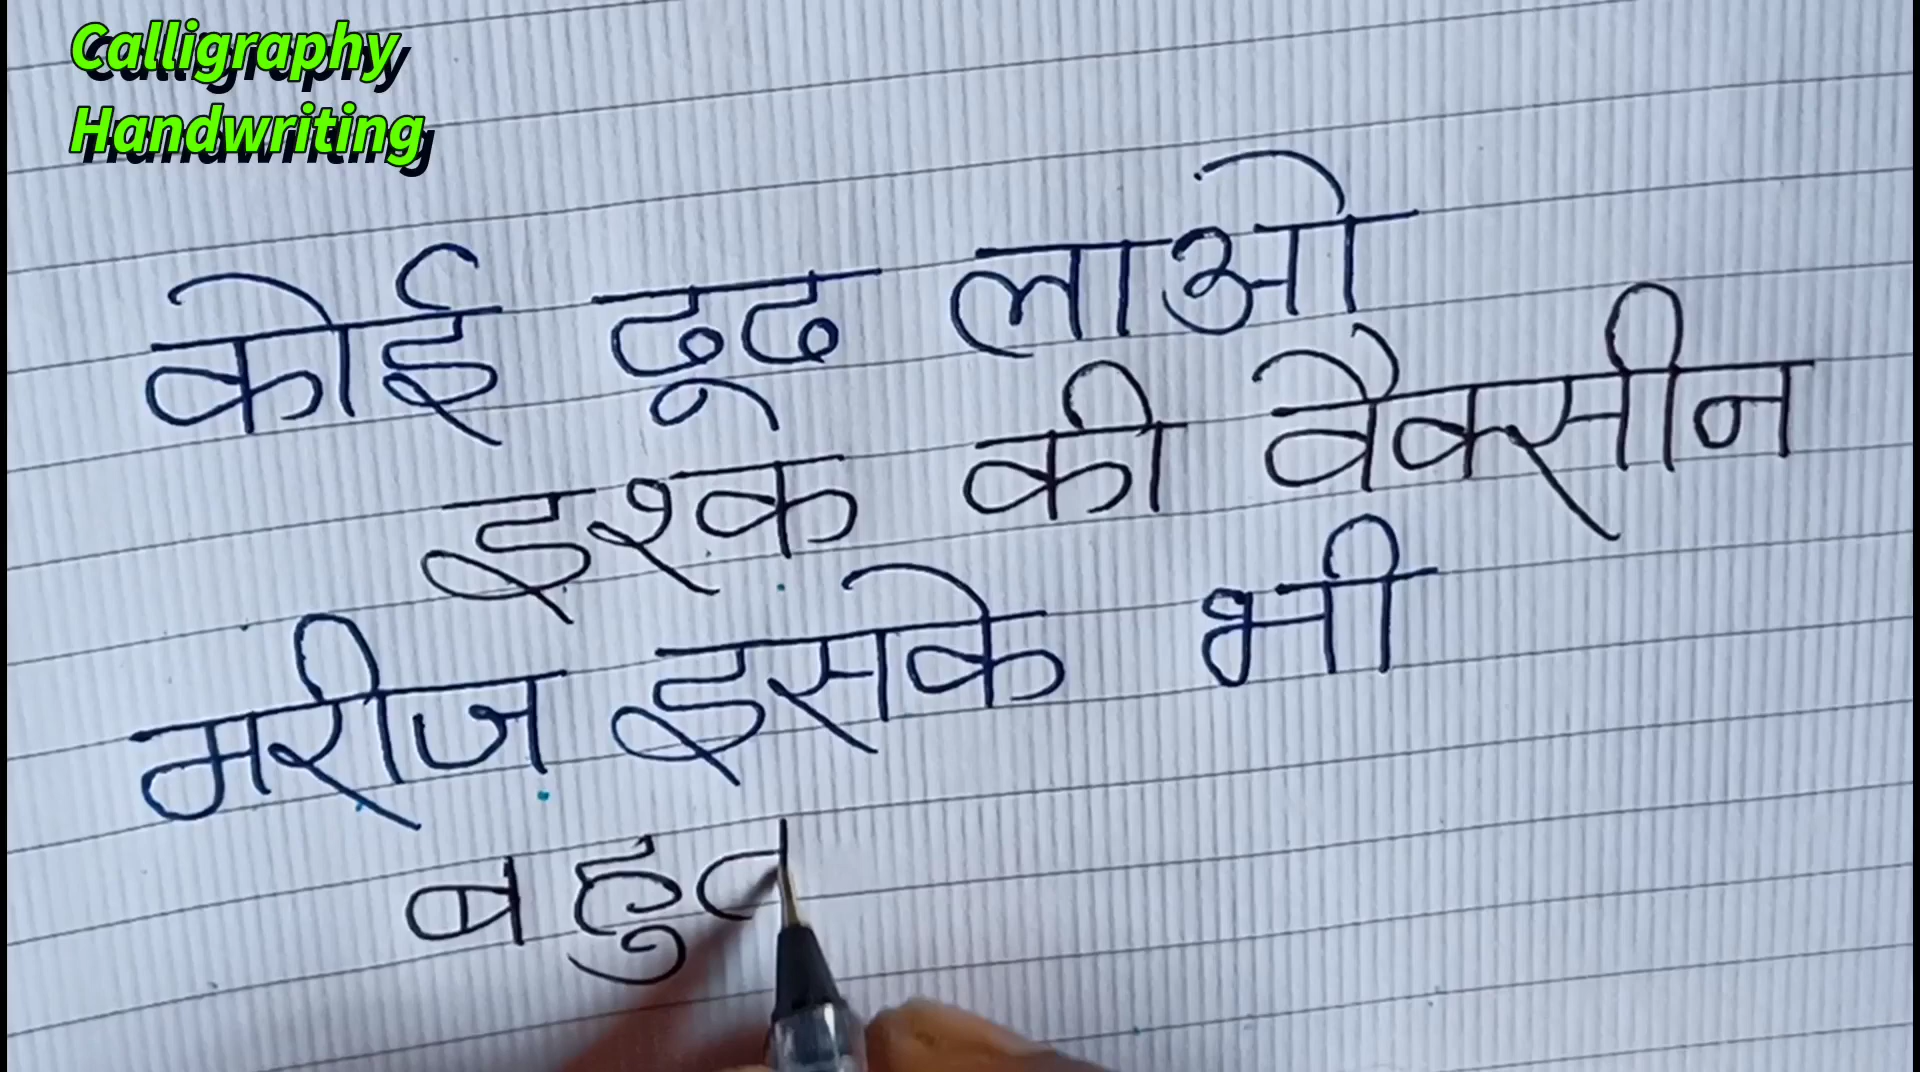 Calligraphy
Handwriting
कोई ढूढ लाओ
इश्क की वैक्सीन
मरीज इसके भी
बहुत